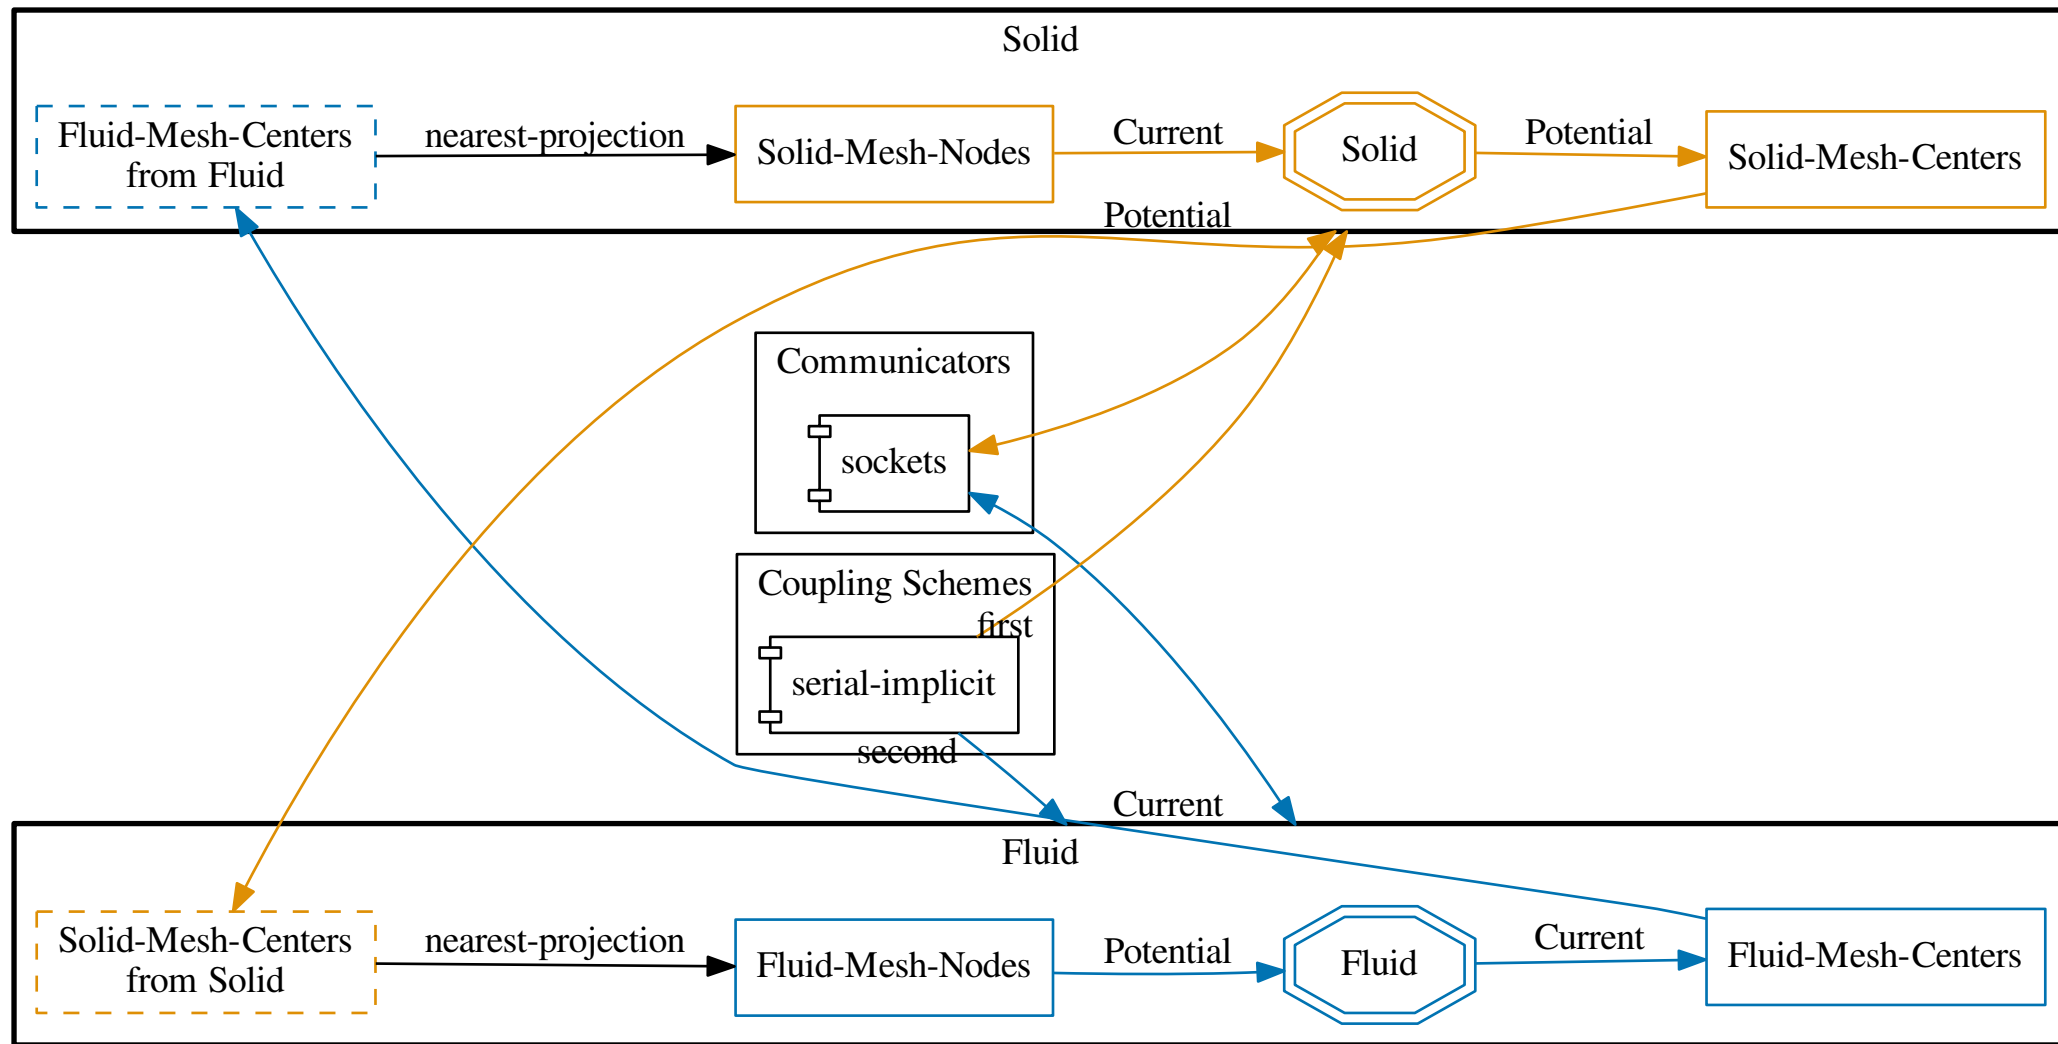 Solid
Fluid-Mesh-Centers
from Fluid
nearest-projection
Solid-Mesh-Nodes
Current
Solid
Potential
Solid-Mesh-Centers
Potential
Communicators
sockets
Coupling Schemes
first
serial-implicit
second
Current
Fluid
Solid-Mesh-Centers
from Solid
nearest-projection
Fluid-Mesh-Nodes
Potential
Fluid
Current
Fluid-Mesh-Centers